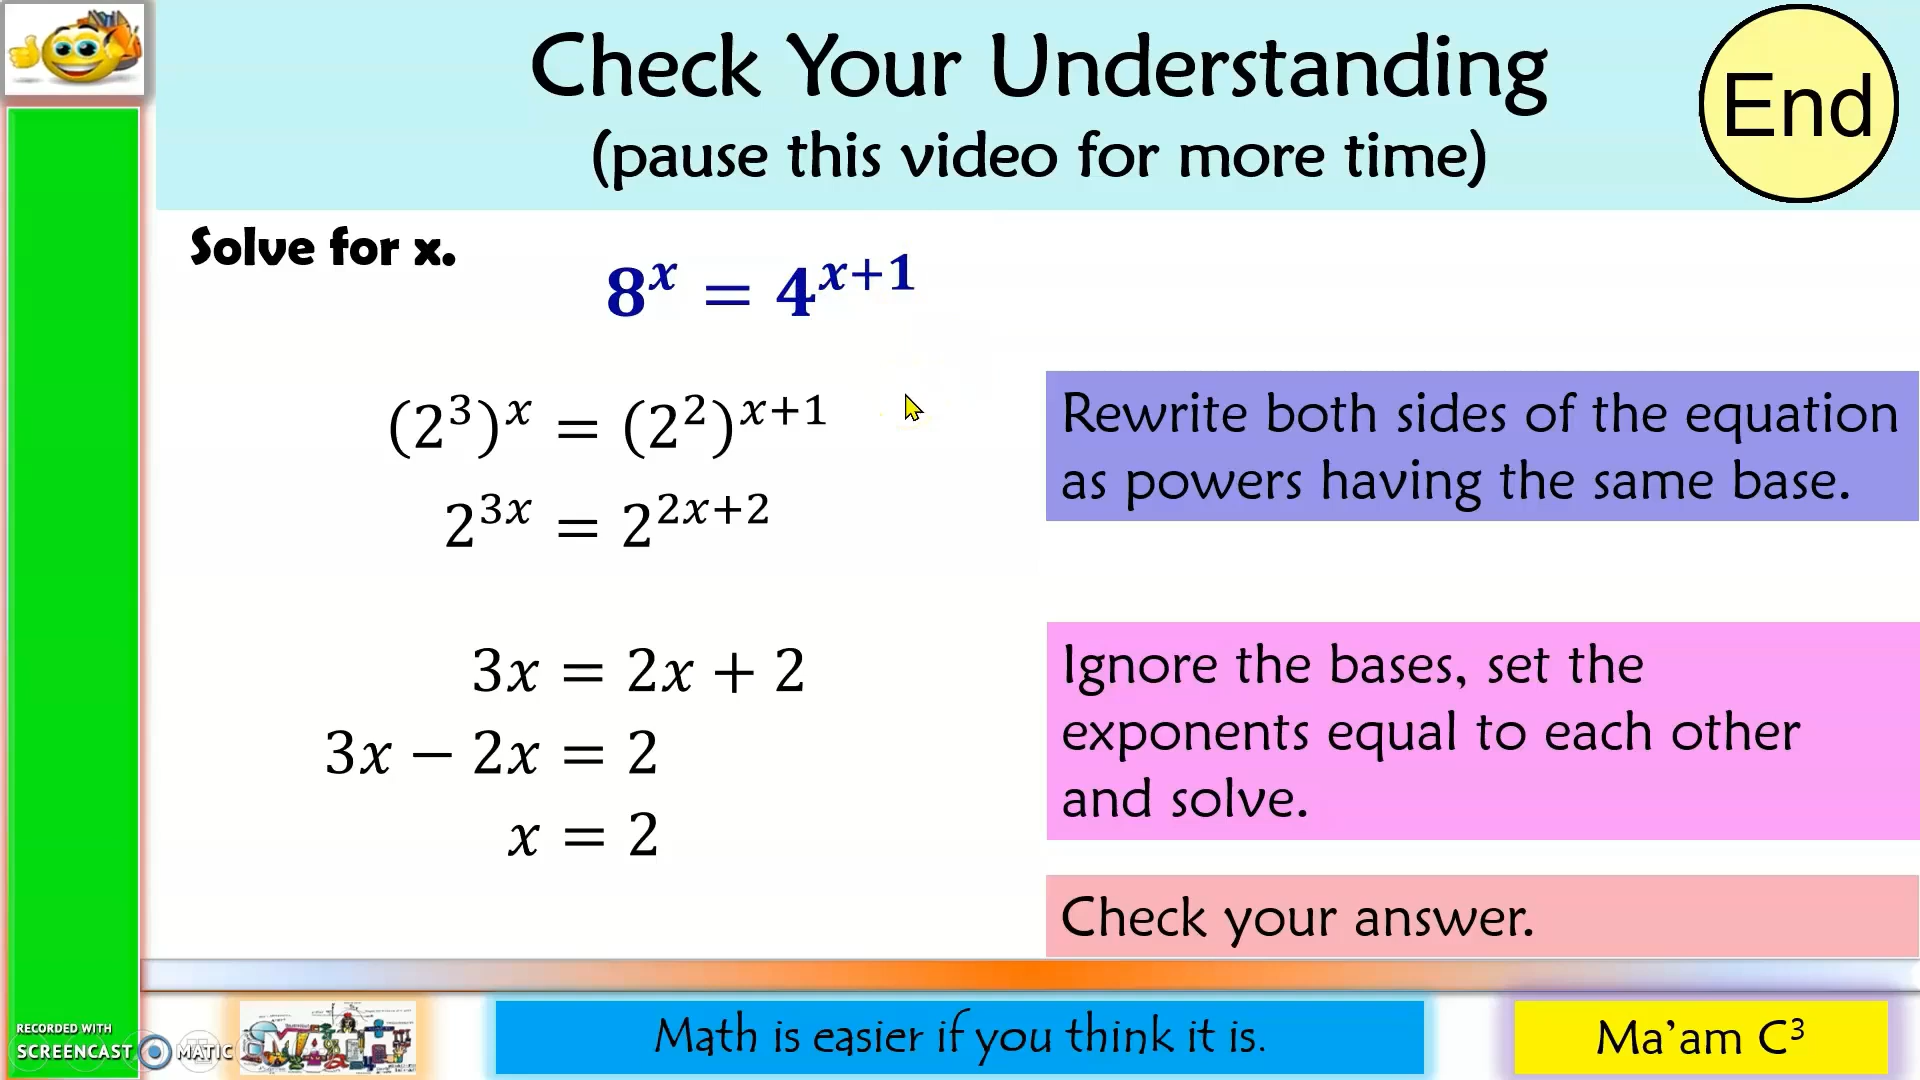 Check Your Understanding
(pause this video for more time)
End
Solve for x.
8^x = 4^{x+1}
(2^3)^x = (2^2)^{x+1}
2^{3x} = 2^{2x+2}
Rewrite both sides of the equation
as powers having the same base.
3x = 2x + 2
3x − 2x = 2
x = 2
Ignore the bases, set the
exponents equal to each other
and solve.
Check your answer.
RECORDED WITH
SCREENCAST MATIC
MATH
Math is easier if you think it is.
Ma’am C³